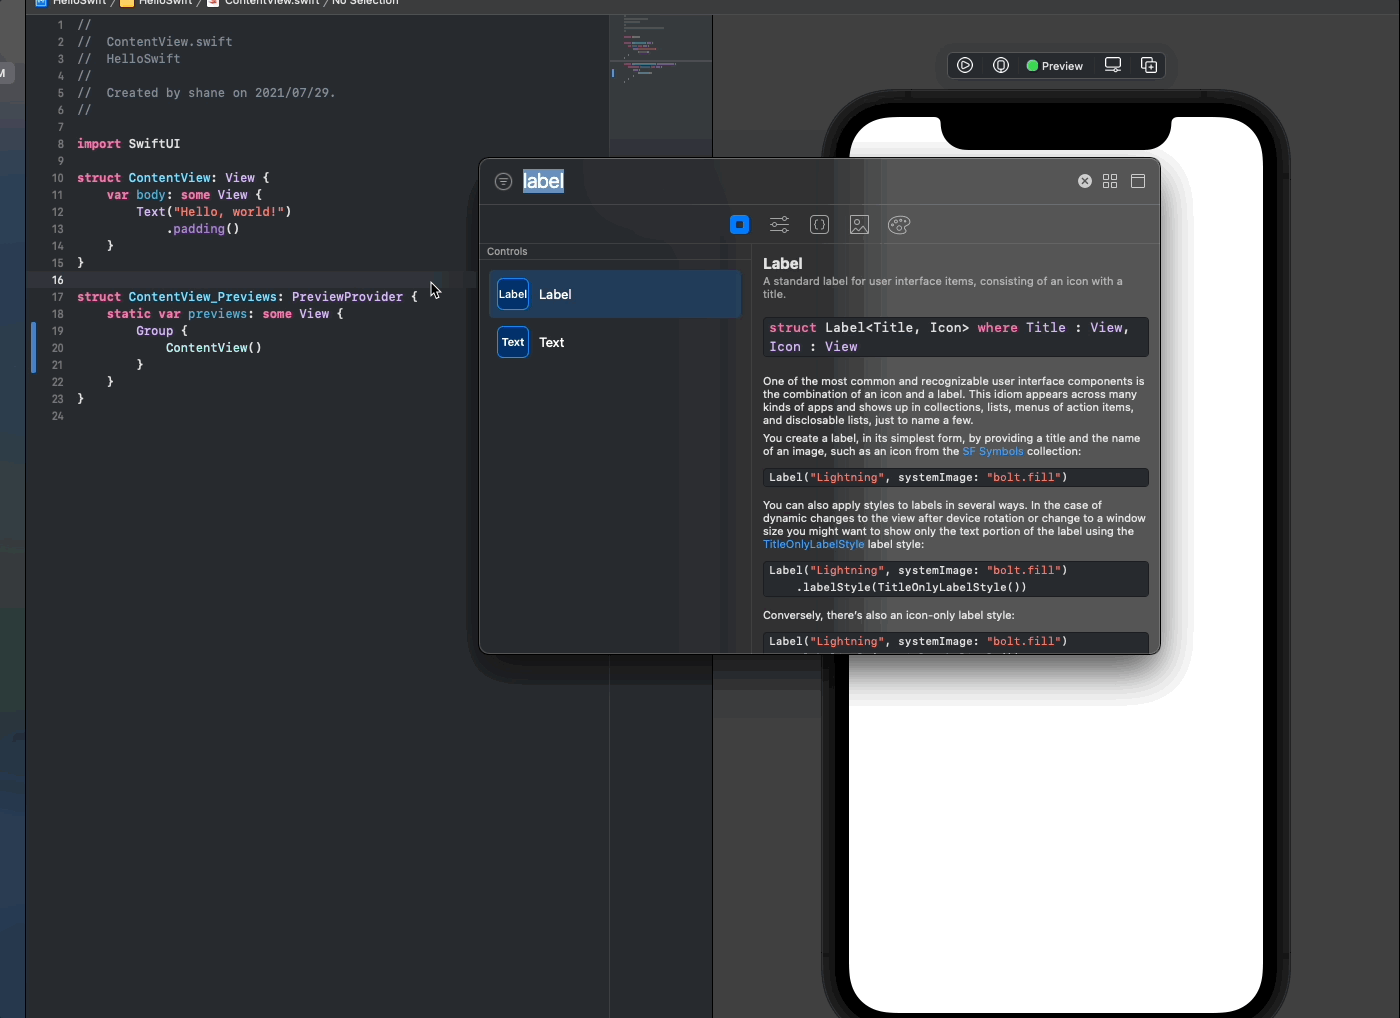 HelloSwift / HelloSwift / ContentView.swift / No Selection
M
1 //
2 //  ContentView.swift
3 //  HelloSwift
4 //
5 //  Created by shane on 2021/07/29.
6 //
7
8 import SwiftUI
9
10 struct ContentView: View {
11     var body: some View {
12         Text("Hello, world!")
13             .padding()
14     }
15 }
16
17 struct ContentView_Previews: PreviewProvider {
18     static var previews: some View {
19         Group {
20             ContentView()
21         }
22     }
23 }
24
Preview
label
Controls
Label Label
Text Text
Label
A standard label for user interface items, consisting of an icon with a
title.
struct Label<Title, Icon> where Title : View,
Icon : View
One of the most common and recognizable user interface components is
the combination of an icon and a label. This idiom appears across many
kinds of apps and shows up in collections, lists, menus of action items,
and disclosable lists, just to name a few.
You create a label, in its simplest form, by providing a title and the name
of an image, such as an icon from the SF Symbols collection:
Label("Lightning", systemImage: "bolt.fill")
You can also apply styles to labels in several ways. In the case of
dynamic changes to the view after device rotation or change to a window
size you might want to show only the text portion of the label using the
TitleOnlyLabelStyle label style:
Label("Lightning", systemImage: "bolt.fill")
    .labelStyle(TitleOnlyLabelStyle())
Conversely, there's also an icon-only label style:
Label("Lightning", systemImage: "bolt.fill")